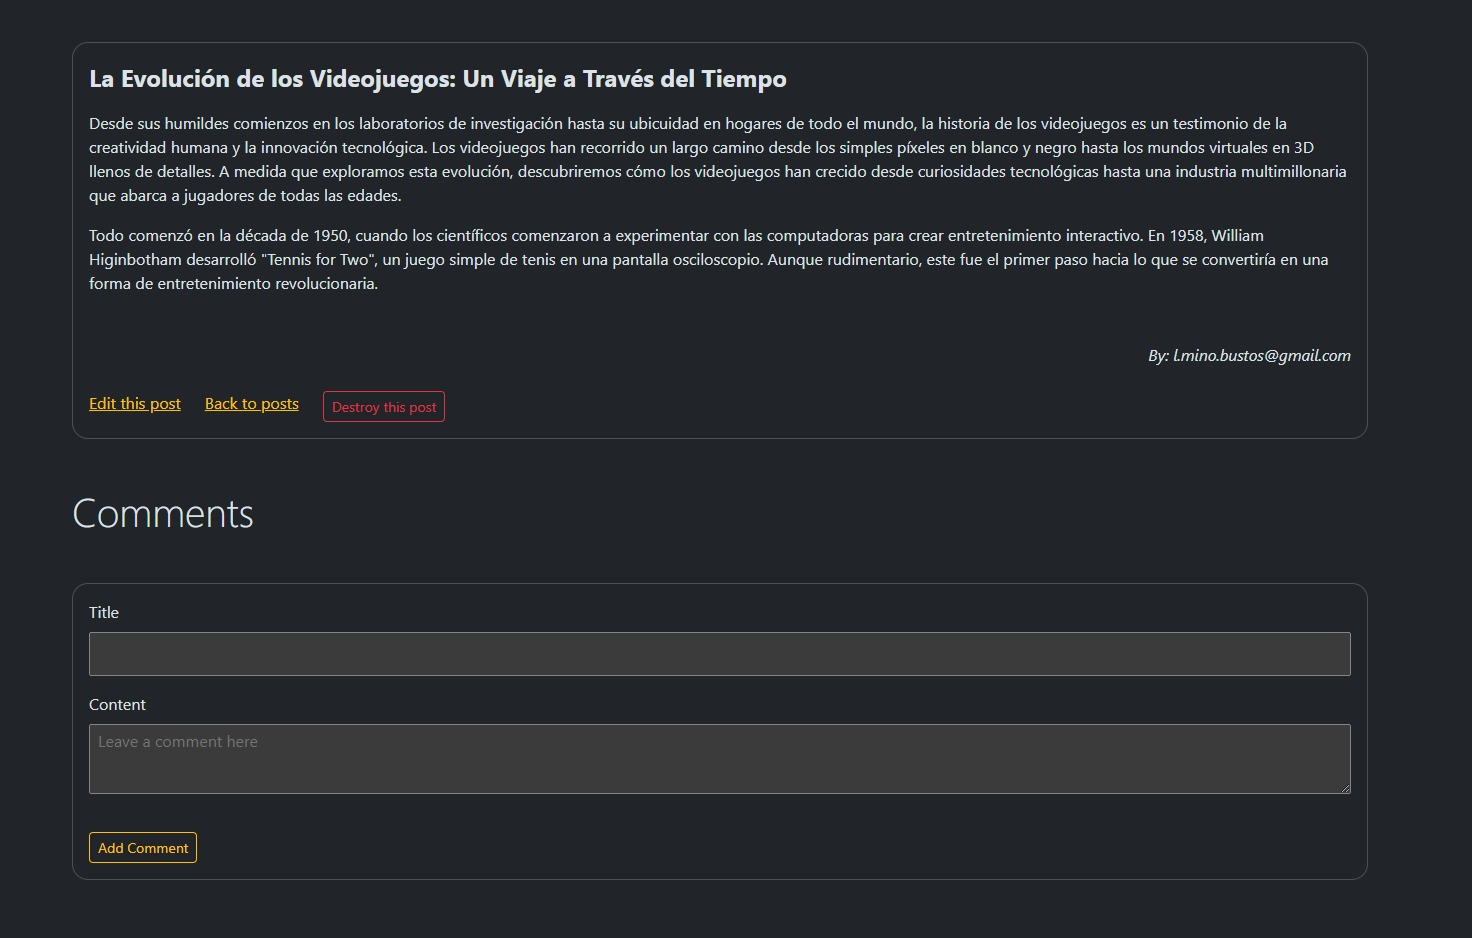 La Evolución de los Videojuegos: Un Viaje a Través del Tiempo
Desde sus humildes comienzos en los laboratorios de investigación hasta su ubicuidad en hogares de todo el mundo, la historia de los videojuegos es un testimonio de la
creatividad humana y la innovación tecnológica. Los videojuegos han recorrido un largo camino desde los simples píxeles en blanco y negro hasta los mundos virtuales en 3D
llenos de detalles. A medida que exploramos esta evolución, descubriremos cómo los videojuegos han crecido desde curiosidades tecnológicas hasta una industria multimillonaria
que abarca a jugadores de todas las edades.
Todo comenzó en la década de 1950, cuando los científicos comenzaron a experimentar con las computadoras para crear entretenimiento interactivo. En 1958, William
Higinbotham desarrolló "Tennis for Two", un juego simple de tenis en una pantalla osciloscopio. Aunque rudimentario, este fue el primer paso hacia lo que se convertiría en una
forma de entretenimiento revolucionaria.
By: l.mino.bustos@gmail.com
Edit this post Back to posts Destroy this post
Comments
Title
Content
Leave a comment here
Add Comment